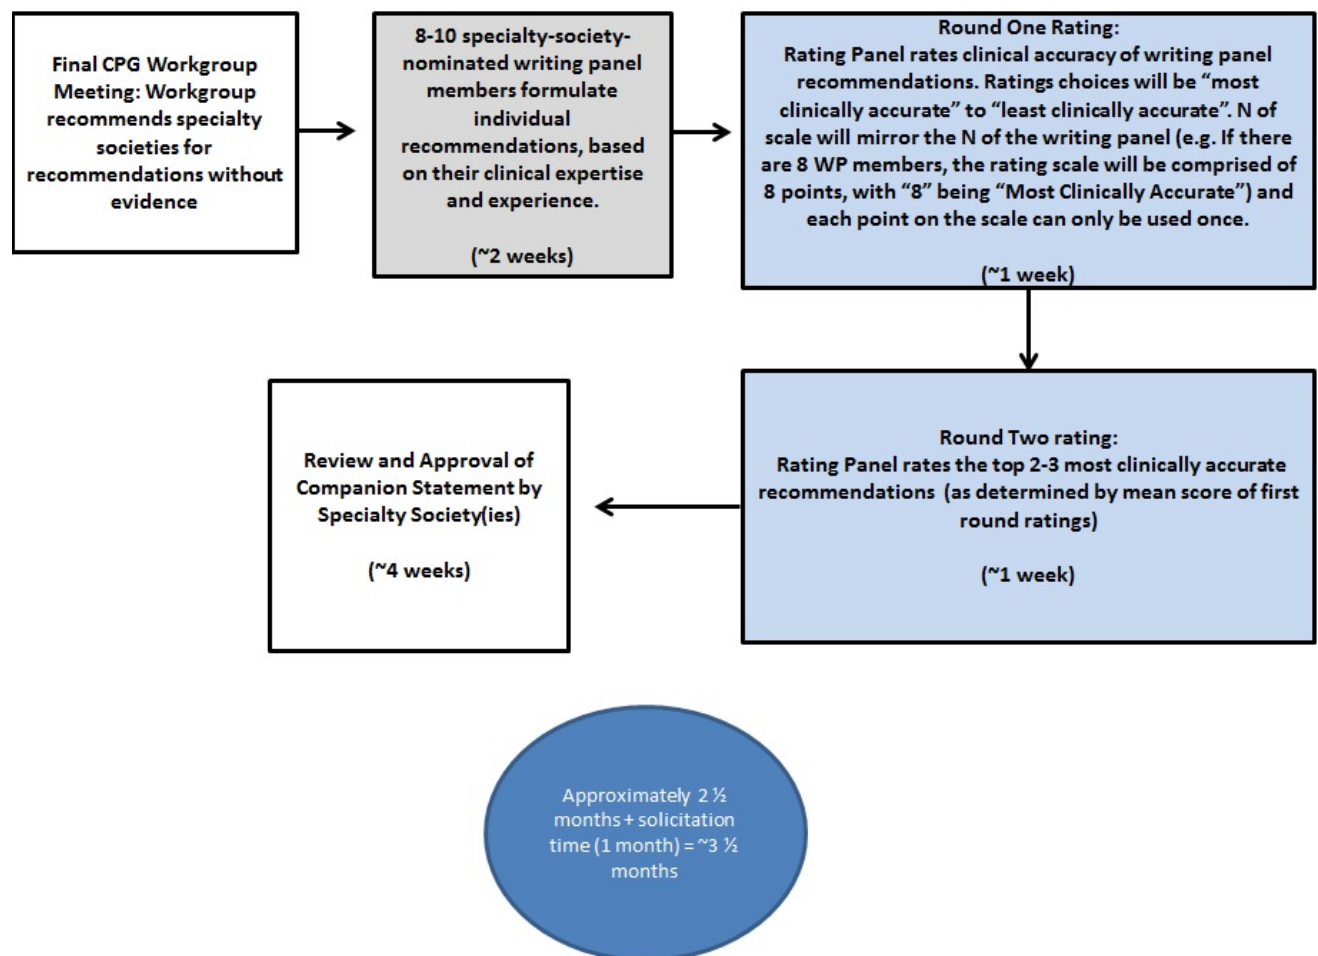 Final CPG Workgroup
Meeting: Workgroup
recommends specialty
societies for
recommendations without
evidence
8-10 specialty-society-
nominated writing panel
members formulate
individual
recommendations, based
on their clinical expertise
and experience.
(~2 weeks)
Round One Rating:
Rating Panel rates clinical accuracy of writing panel
recommendations. Ratings choices will be “most
clinically accurate” to “least clinically accurate”. N of
scale will mirror the N of the writing panel (e.g. If there
are 8 WP members, the rating scale will be comprised of
8 points, with “8” being “Most Clinically Accurate”) and
each point on the scale can only be used once.
(~1 week)
Round Two rating:
Rating Panel rates the top 2-3 most clinically accurate
recommendations (as determined by mean score of first
round ratings)
(~1 week)
Review and Approval of
Companion Statement by
Specialty Society(ies)
(~4 weeks)
Approximately 2 ½
months + solicitation
time (1 month) = ~3 ½
months